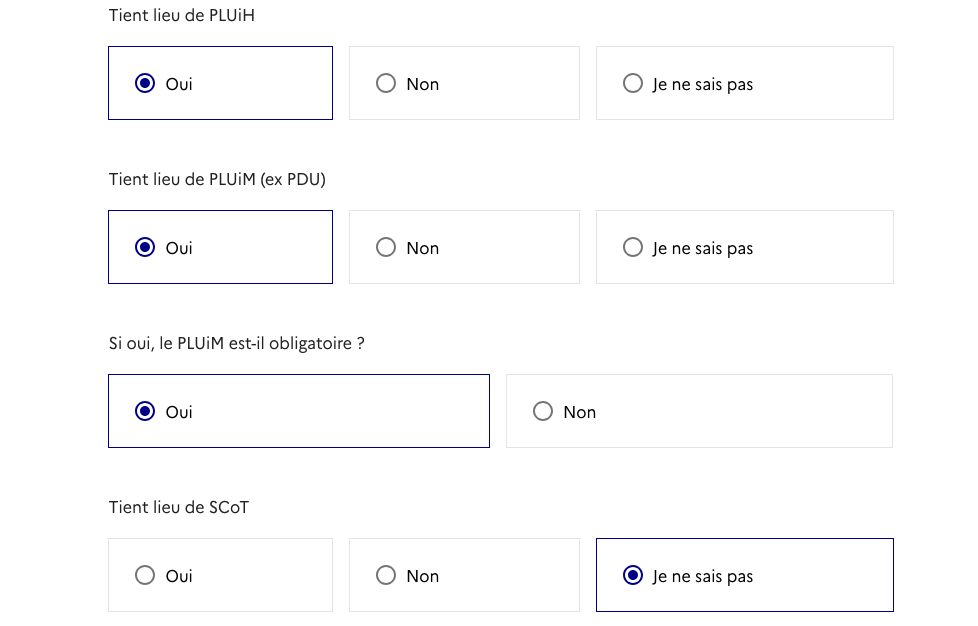 Tient lieu de PLUiH
Oui Non Je ne sais pas
Tient lieu de PLUiM (ex PDU)
Oui Non Je ne sais pas
Si oui, le PLUiM est-il obligatoire ?
Oui Non
Tient lieu de SCoT
Oui Non Je ne sais pas